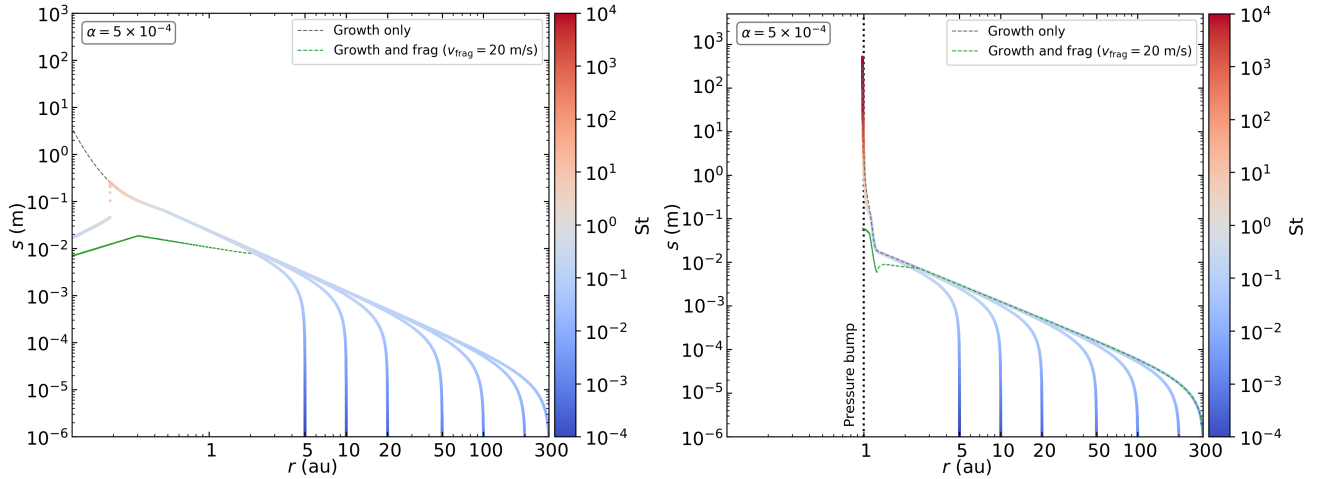 α = 5 × 10⁻⁴
Growth only
Growth and frag (v_frag = 20 m/s)
10³
10²
10¹
10⁰
10⁻¹
10⁻²
10⁻³
10⁻⁴
10⁻⁵
10⁻⁶
s (m)
1 5 10 20 50 100 300
r (au)
10⁴
10³
10²
10¹
10⁰
10⁻¹
10⁻²
10⁻³
10⁻⁴
St
α = 5 × 10⁻⁴
Growth only
Growth and frag (v_frag = 20 m/s)
Pressure bump
10³
10²
10¹
10⁰
10⁻¹
10⁻²
10⁻³
10⁻⁴
10⁻⁵
10⁻⁶
s (m)
1 5 10 20 50 100 300
r (au)
10⁴
10³
10²
10¹
10⁰
10⁻¹
10⁻²
10⁻³
10⁻⁴
St